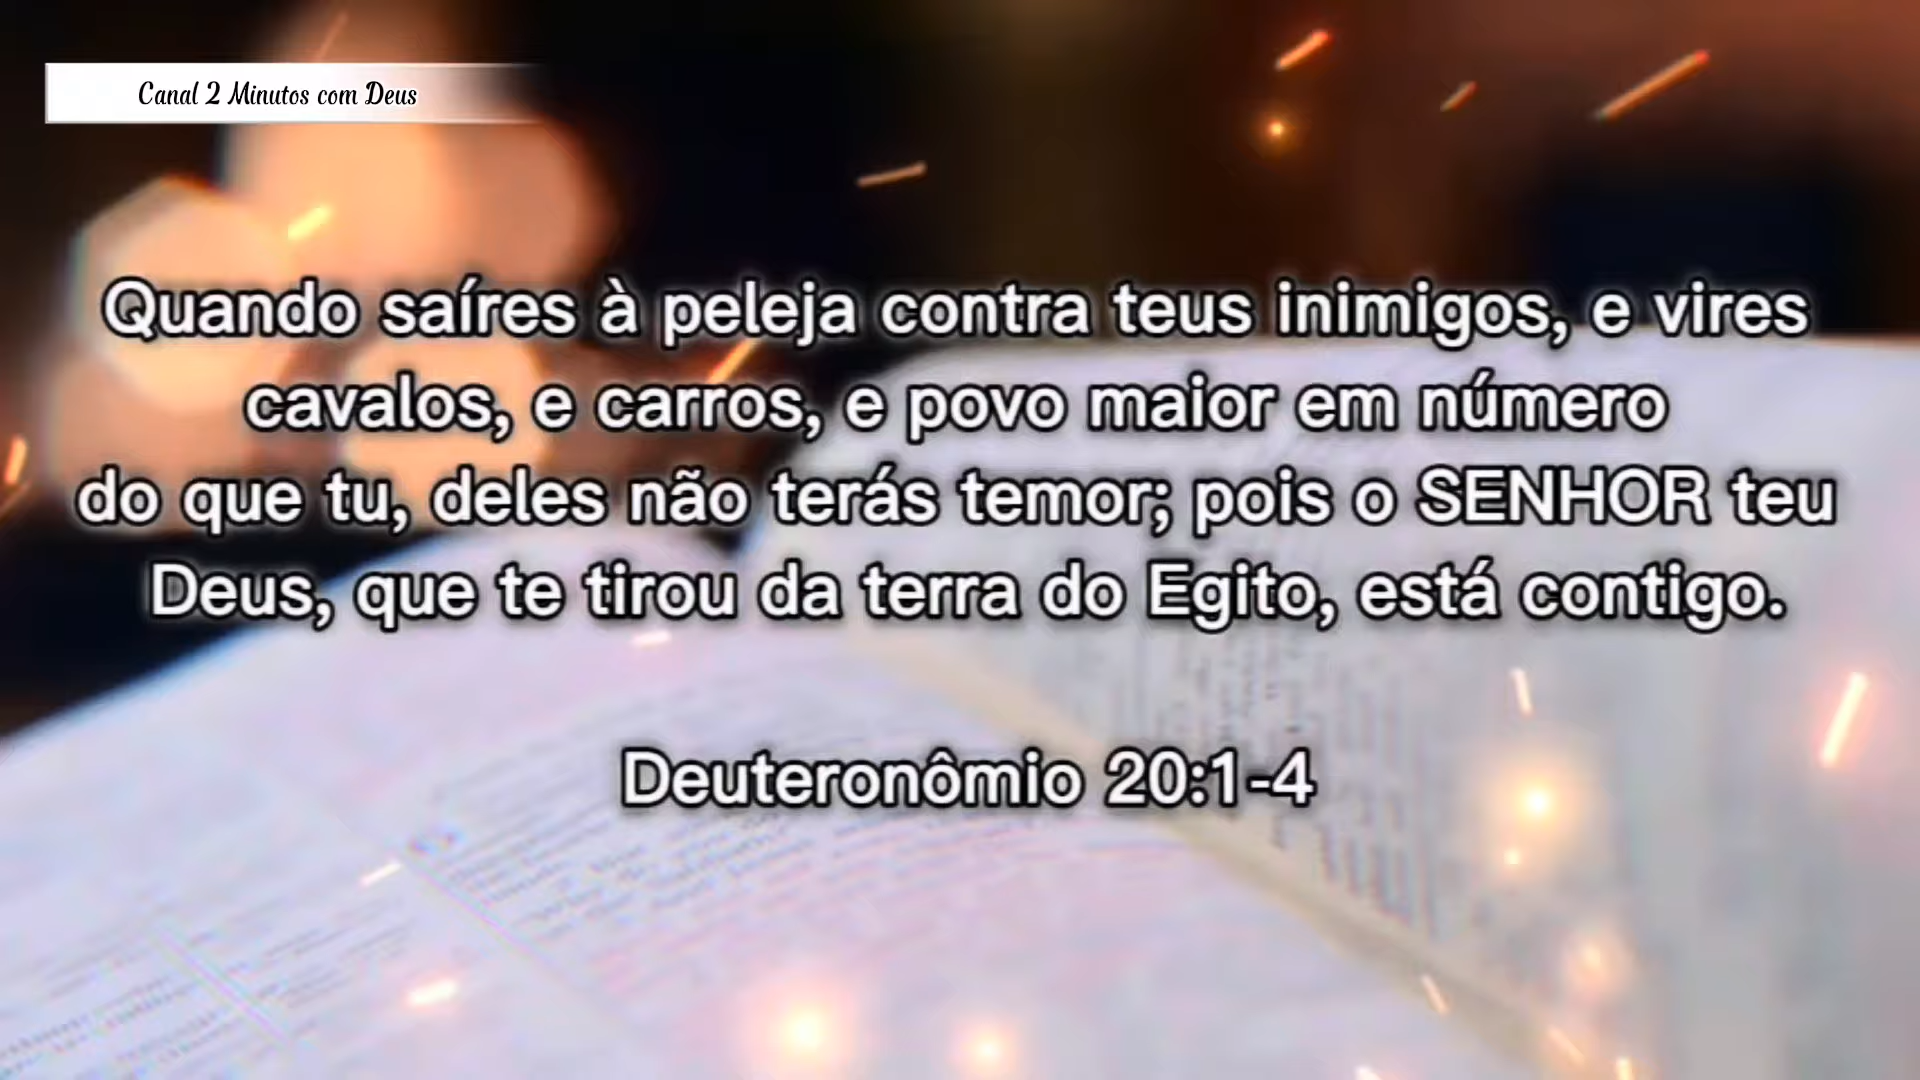 Canal 2 Minutos com Deus
Quando saíres à peleja contra teus inimigos, e vires
cavalos, e carros, e povo maior em número
do que tu, deles não terás temor; pois o SENHOR teu
Deus, que te tirou da terra do Egito, está contigo.
Deuteronômio 20:1-4